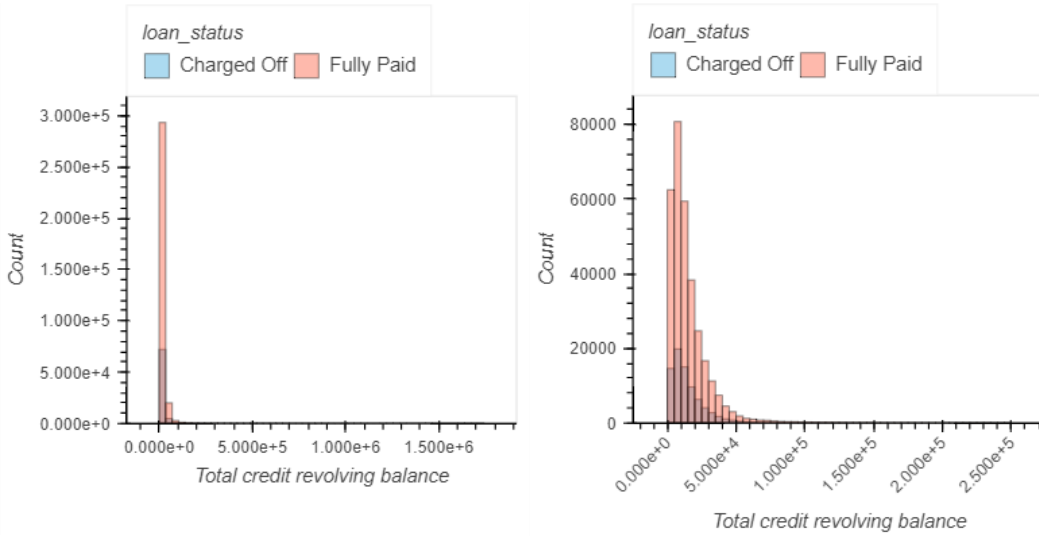 loan_status
Charged Off Fully Paid
3.000e+5
2.500e+5
2.000e+5
1.500e+5
1.000e+5
5.000e+4
0.000e+0
Count
0.000e+0 5.000e+5 1.000e+6 1.500e+6
Total credit revolving balance
loan_status
Charged Off Fully Paid
80000
60000
40000
20000
0
Count
0.000e+0 5.000e+4 1.000e+5 1.500e+5 2.000e+5 2.500e+5
Total credit revolving balance